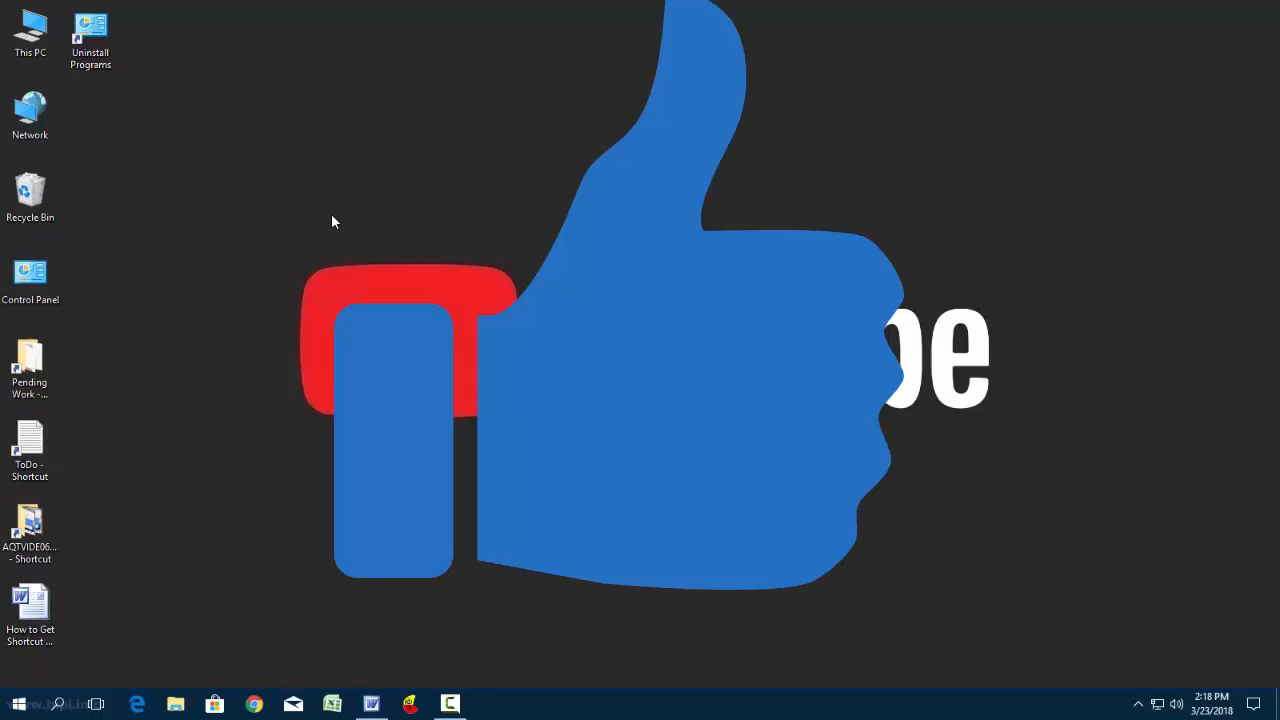 This PC
Uninstall
Programs
Network
Recycle Bin
Control Panel
Pending
Work -...
ToDo -
Shortcut
AQTVIDE06...
- Shortcut
How to Get
Shortcut ...
be
2:18 PM
3/23/2018